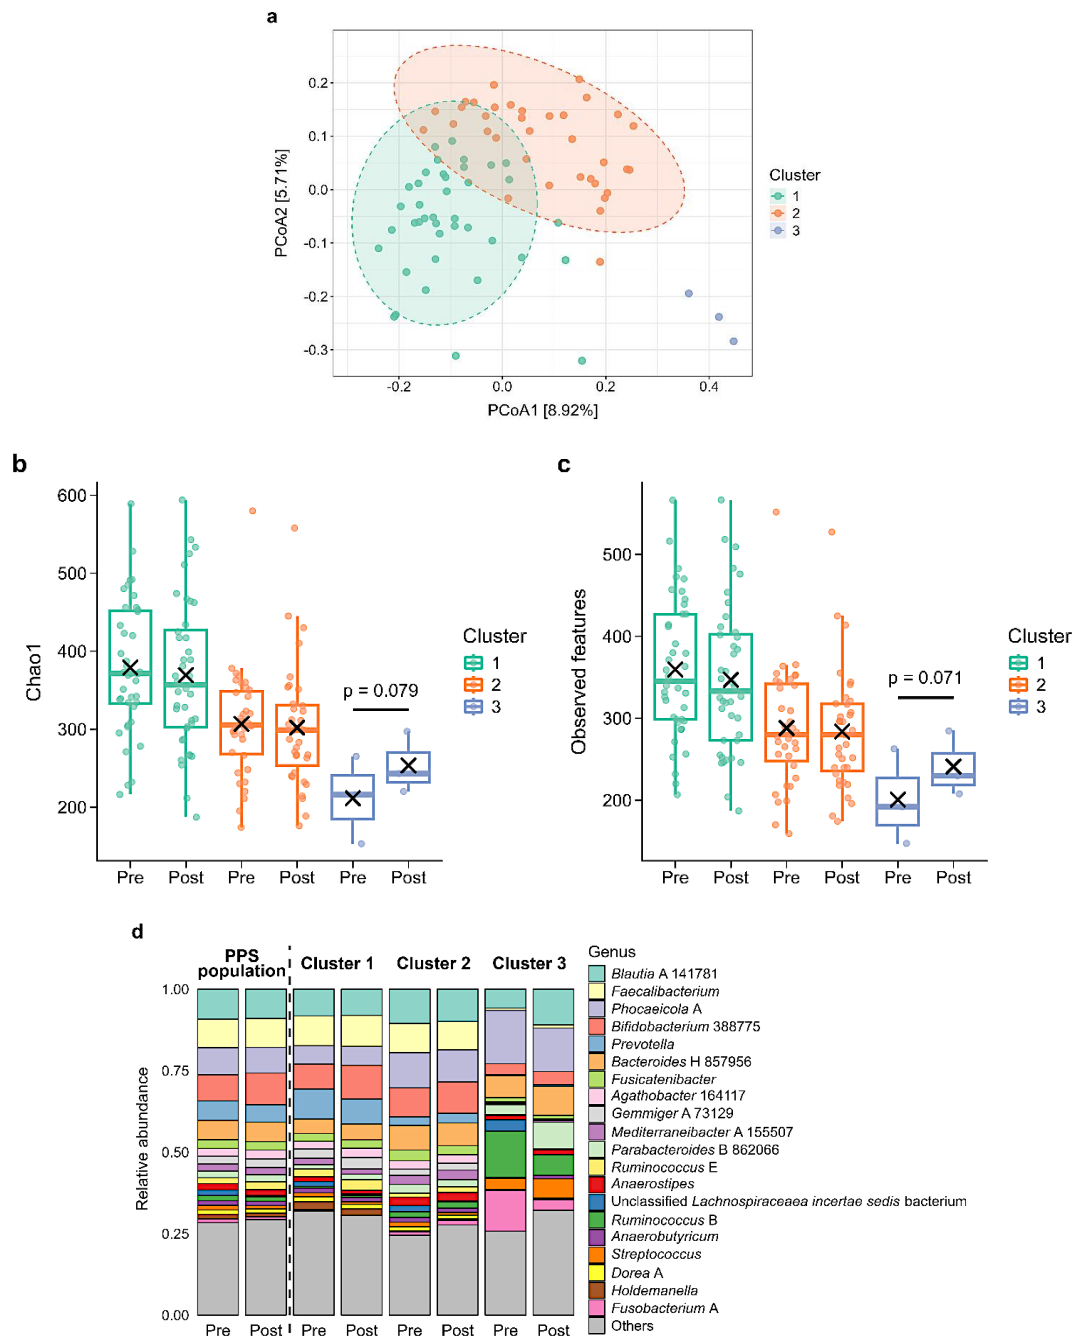 a
0.2
0.1
0.0
-0.1
-0.2
-0.3
PCoA2 [5.71%]
-0.2
0.0
0.2
0.4
PCoA1 [8.92%]
Cluster
1
2
3
b
600
500
400
300
200
Chao1
p = 0.079
Pre
Post
Pre
Post
Pre
Post
Cluster
1
2
3
c
500
400
300
200
Observed features
p = 0.071
Pre
Post
Pre
Post
Pre
Post
Cluster
1
2
3
d
PPS
population
Cluster 1
Cluster 2
Cluster 3
1.00
0.75
0.50
0.25
0.00
Relative abundance
Pre
Post
Pre
Post
Pre
Post
Pre
Post
Genus
Blautia A 141781
Faecalibacterium
Phocaeicola A
Bifidobacterium 388775
Prevotella
Bacteroides H 857956
Fusicatenibacter
Agathobacter 164117
Gemmiger A 73129
Mediterraneibacter A 155507
Parabacteroides B 862066
Ruminococcus E
Anaerostipes
Unclassified Lachnospiraceaea incertae sedis bacterium
Ruminococcus B
Anaerobutyricum
Streptococcus
Dorea A
Holdemanella
Fusobacterium A
Others